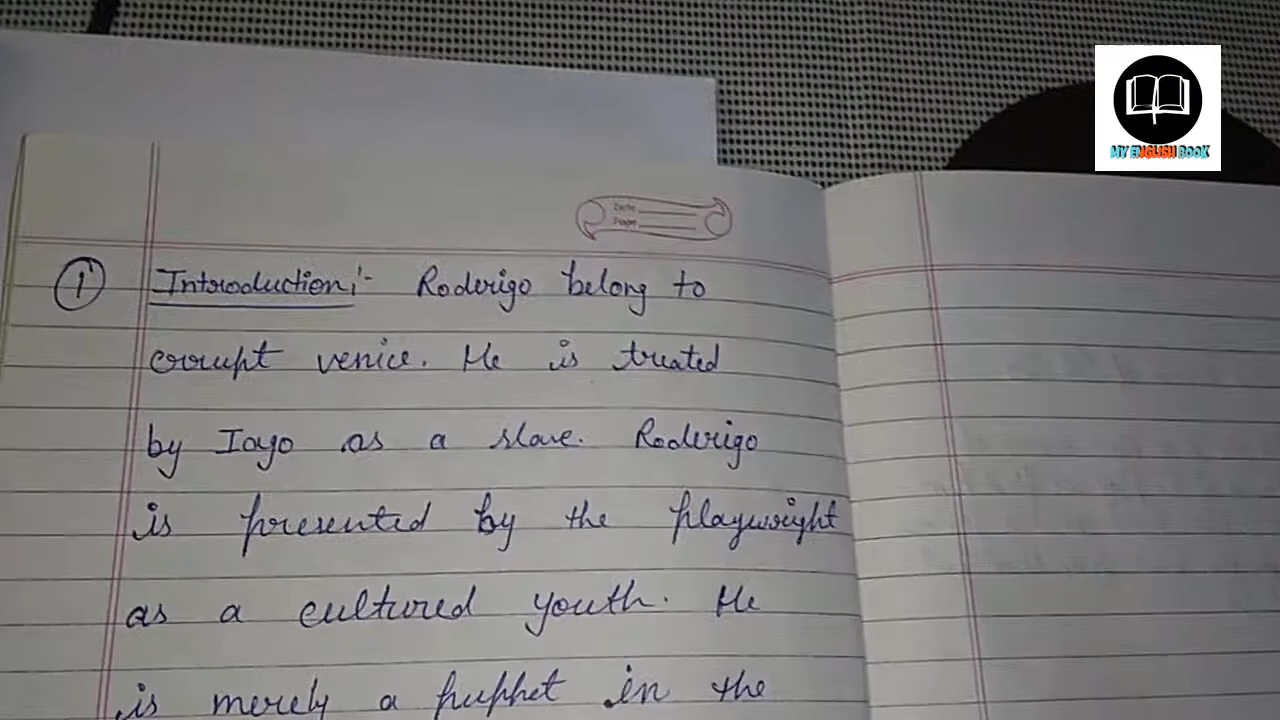 MY ENGLISH BOOK
Date
Page
1 Introduction:- Roderigo belong to
corrupt venice. He is treated
by Iayo as a slave. Roderigo
is presented by the playwright
as a cultured youth. He
is merely a puppet in the